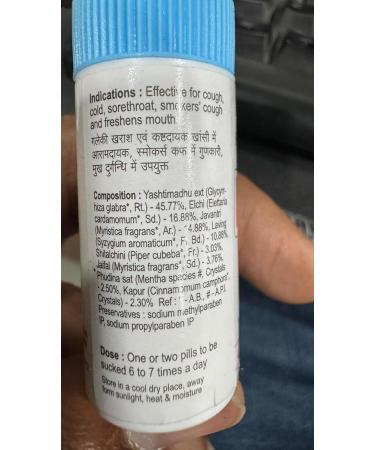 Indications : Effective for cough,
cold, sorethroat, smokers' cough
and freshens mouth
गलेकी खराश एवं कष्टदायक खांसी में
आरामदायक, स्मोकर्स कफ में गुणकारी,
मुख दुर्गन्धि में उपयुक्त
Composition : Yashtimadhu ext (Glycyrr-
hiza glabra*, Rt.) - 45.77%, Elchi (Elettaria
cardamomum*, Sd.) - 16.88%, Javantri
(Myristica fragrans*, Ar.) - 14.88%, Laving
(Syzygium aromaticum*, F. Bd.) - 10.88%,
Shitalchini (Piper cubeba*, Fr.) - 3.03%,
Jaifal (Myristica fragrans*, Sd.) - 3.76%,
Phudina sat (Mentha species #, Crystals)
- 2.50%, Kapur (Cinnamomum camphora*,
Crystals) - 2.30% Ref : * - A.B., # - A.P.I.
Preservatives : sodium methylparaben
IP, sodium propylparaben IP
Dose : One or two pills to be
sucked 6 to 7 times a day
Store in a cool dry place, away
form sunlight, heat & moisture